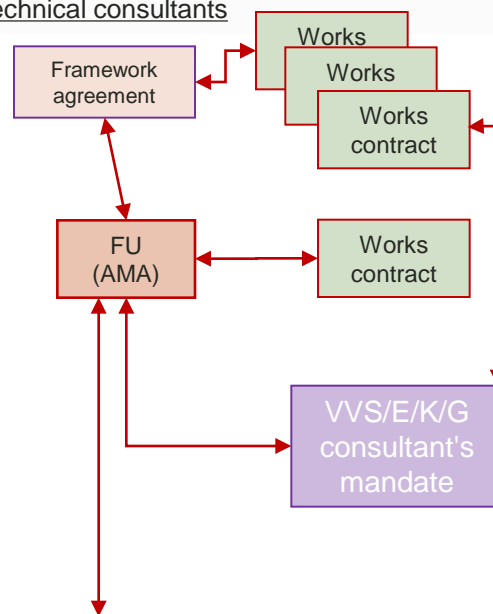 echnical consultants
Works
Framework
agreement
Works
Works
contract
FU
(AMA)
Works
contract
VVS/E/K/G
consultant's
mandate